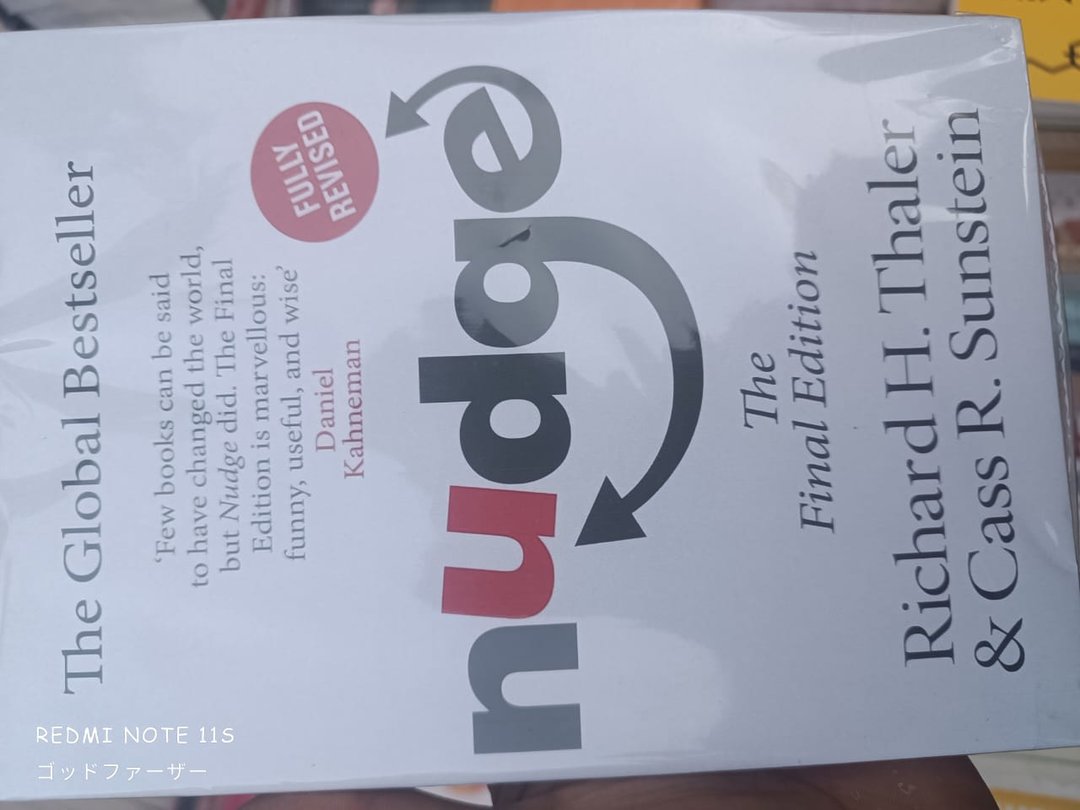 The Global Bestseller
‘Few books can be said
to have changed the world,
but Nudge did. The Final
Edition is marvellous:
funny, useful, and wise’
Daniel
Kahneman
FULLY
REVISED
nudge
The
Final Edition
Richard H. Thaler
& Cass R. Sunstein
REDMI NOTE 11S
ゴッドファーザー